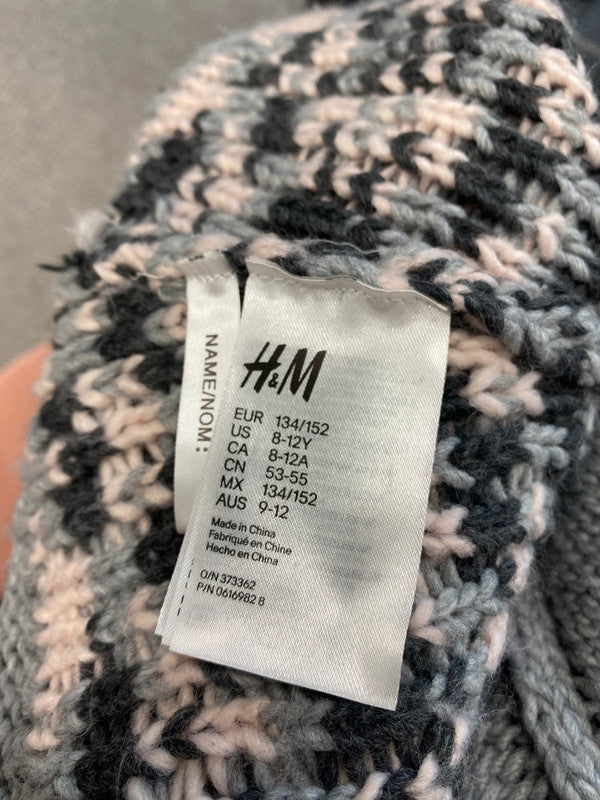 NAME/NOM:
H&M
EUR 134/152
US 8-12Y
CA 8-12A
CN 53-55
MX 134/152
AUS 9-12
Made in China
Fabriqué en Chine
Hecho en China
O/N 373362
P/N 0616982 8